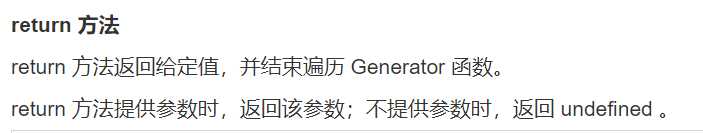 return 方法
return 方法返回给定值，并结束遍历 Generator 函数。
return 方法提供参数时，返回该参数；不提供参数时，返回 undefined 。